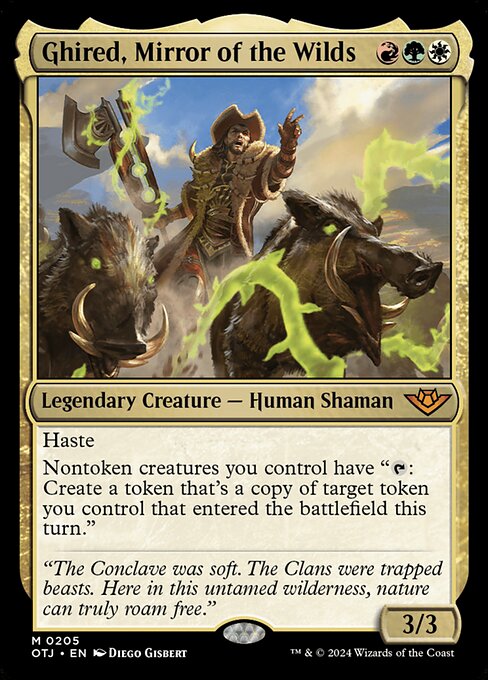 Ghired, Mirror of the Wilds
Legendary Creature — Human Shaman
Haste
Nontoken creatures you control have “T:
Create a token that's a copy of target token
you control that entered the battlefield this
turn.”
“The Conclave was soft. The Clans were trapped
beasts. Here in this untamed wilderness, nature
can truly roam free.”
3/3
M 0205
OTJ • EN Diego Gisbert
™ & © 2024 Wizards of the Coast